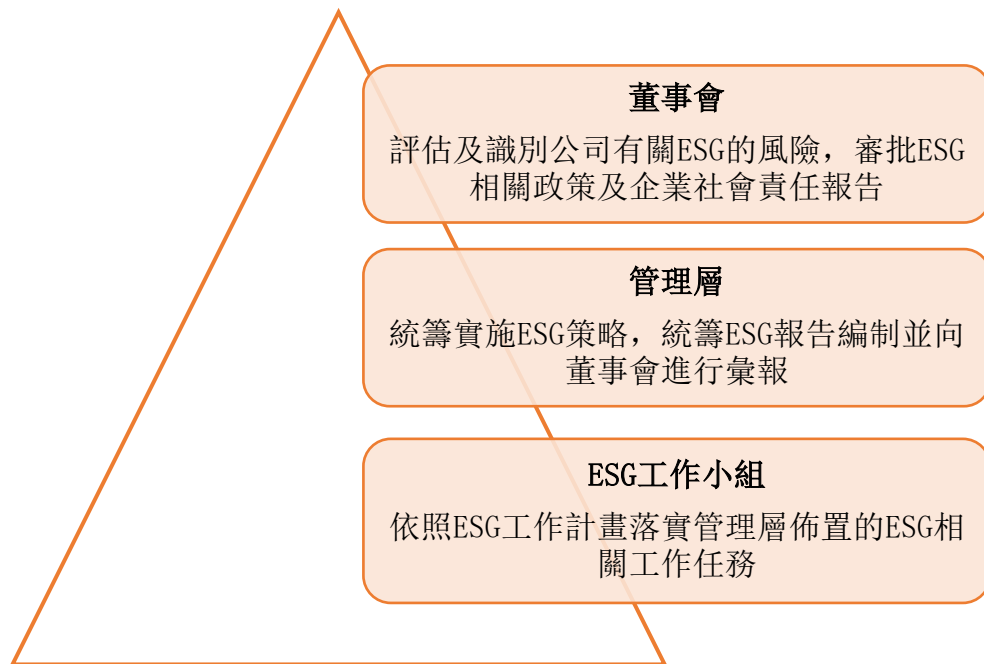 董事會
評估及識別公司有關ESG的風險，審批ESG
相關政策及企業社會責任報告
管理層
統籌實施ESG策略，統籌ESG報告編制並向
董事會進行彙報
ESG工作小組
依照ESG工作計畫落實管理層佈置的ESG相
關工作任務